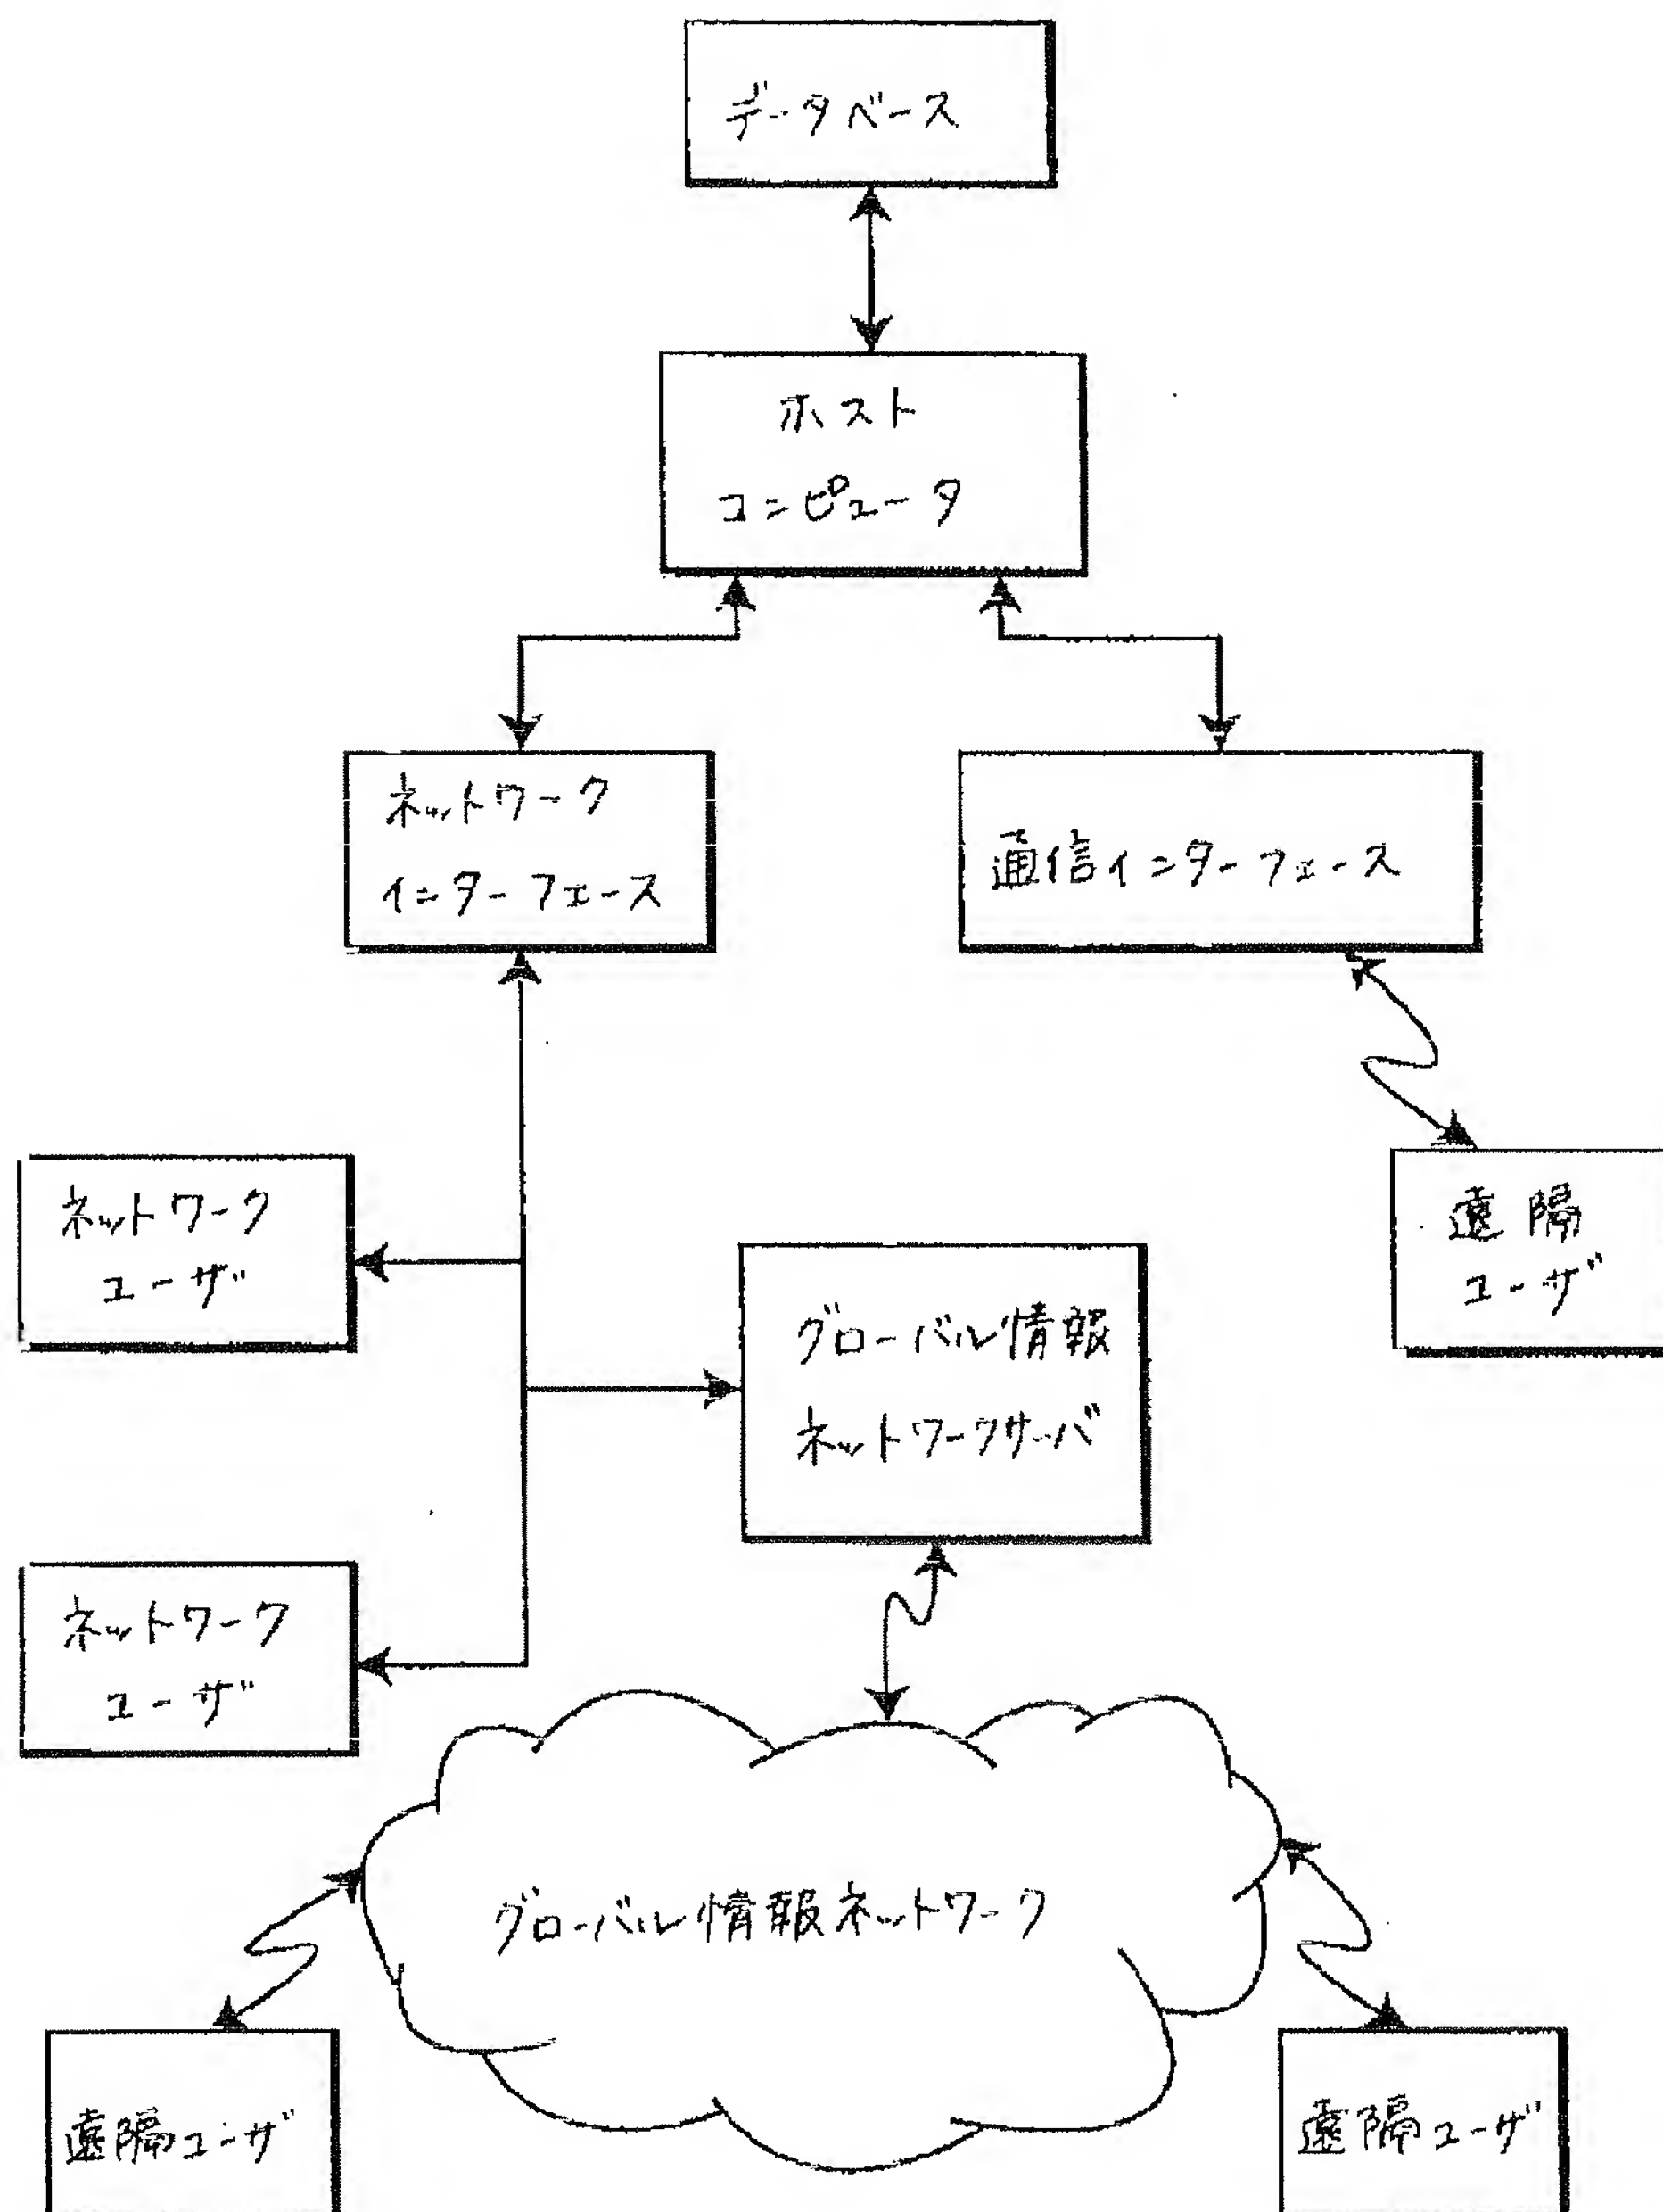 データベース
ホスト
コンピュータ
ネットワーク
インターフェース
通信インターフェース
ネットワーク
ユーザ
遠隔
ユーザ
グローバル情報
ネットワークサーバ
ネットワーク
ユーザ
グローバル情報ネットワーク
遠隔ユーザ
遠隔ユーザ